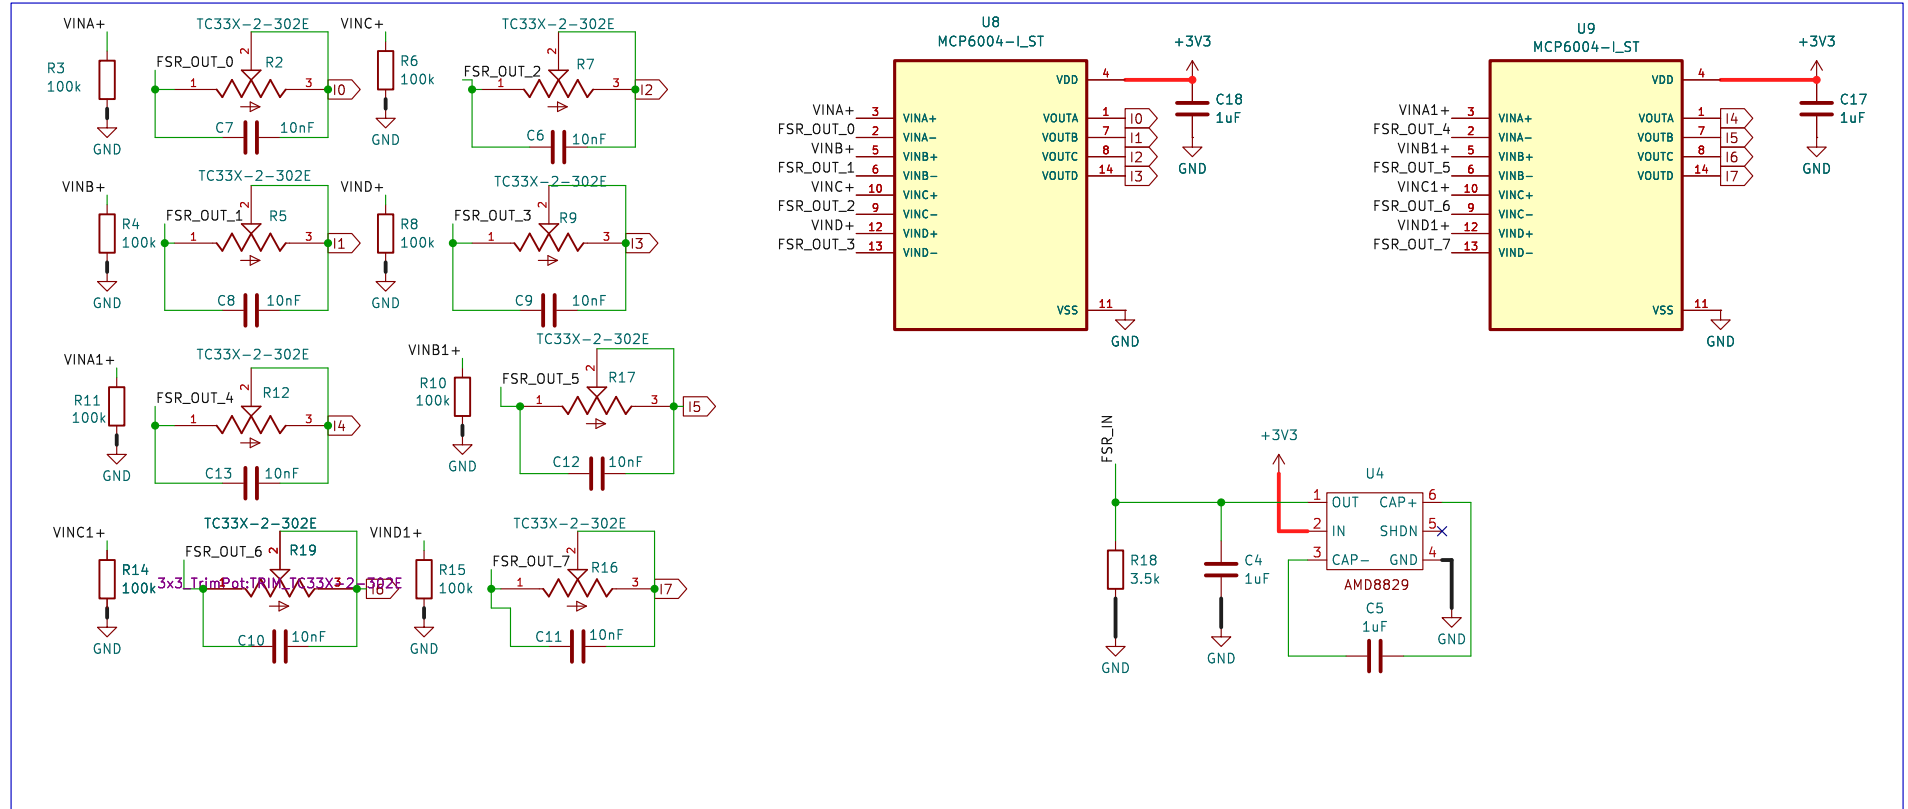 VINA+
R3
100k
GND
TC33X-2-302E
FSR_OUT_0
2
R2
1
3
I0
C7
10nF
VINC+
R6
100k
GND
TC33X-2-302E
FSR_OUT_2
2
R7
1
3
I2
C6
10nF
VINB+
R4
100k
GND
TC33X-2-302E
FSR_OUT_1
2
R5
1
3
I1
C8
10nF
VIND+
R8
100k
GND
TC33X-2-302E
FSR_OUT_3
2
R9
1
3
I3
C9
10nF
VINA1+
R11
100k
GND
TC33X-2-302E
FSR_OUT_4
2
R12
1
3
I4
C13
10nF
VINB1+
R10
100k
GND
TC33X-2-302E
FSR_OUT_5
2
R17
1
3
I5
C12
10nF
VINC1+
R14
100k
GND
TC33X-2-302E
FSR_OUT_6
2
R19
3x3_TrimPot:TRIM_TC33X-2-302E
1
3
I6
C10
10nF
VIND1+
R15
100k
GND
TC33X-2-302E
FSR_OUT_7
2
R16
1
3
I7
C11
10nF
U8
MCP6004-I_ST
VINA+ 3 VINA+
FSR_OUT_0 2 VINA-
VINB+ 5 VINB+
FSR_OUT_1 6 VINB-
VINC+ 10 VINC+
FSR_OUT_2 9 VINC-
VIND+ 12 VIND+
FSR_OUT_3 13 VIND-
VDD 4
VOUTA 1 I0
VOUTB 7 I1
VOUTC 8 I2
VOUTD 14 I3
VSS 11
GND
+3V3
C18
1uF
GND
U9
MCP6004-I_ST
VINA1+ 3 VINA+
FSR_OUT_4 2 VINA-
VINB1+ 5 VINB+
FSR_OUT_5 6 VINB-
VINC1+ 10 VINC+
FSR_OUT_6 9 VINC-
VIND1+ 12 VIND+
FSR_OUT_7 13 VIND-
VDD 4
VOUTA 1 I4
VOUTB 7 I5
VOUTC 8 I6
VOUTD 14 I7
VSS 11
GND
+3V3
C17
1uF
GND
FSR_IN
R18
3.5k
GND
C4
1uF
GND
+3V3
U4
1 OUT CAP+ 6
2 IN SHDN 5
3 CAP- GND 4
AMD8829
C5
1uF
GND